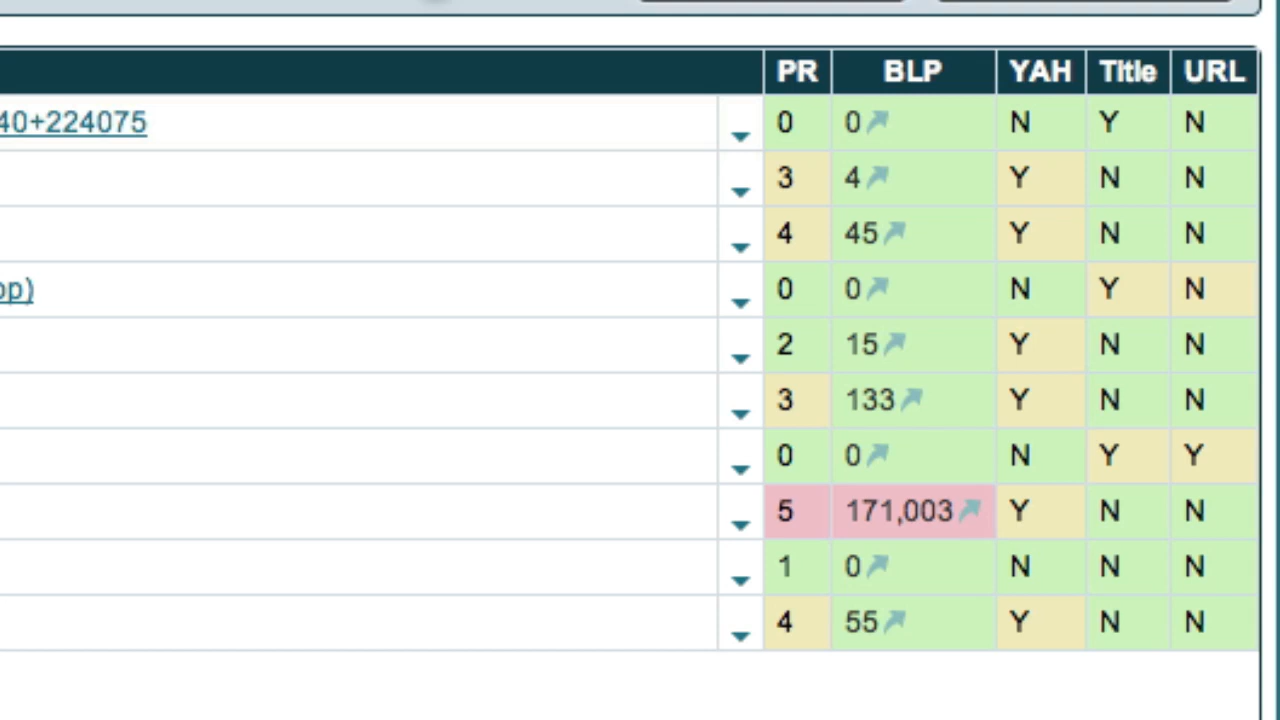 PR BLP YAH Title URL
40+224075 0 0 N Y N
3 4 Y N N
4 45 Y N N
op) 0 0 N Y N
2 15 Y N N
3 133 Y N N
0 0 N Y Y
5 171,003 Y N N
1 0 N N N
4 55 Y N N